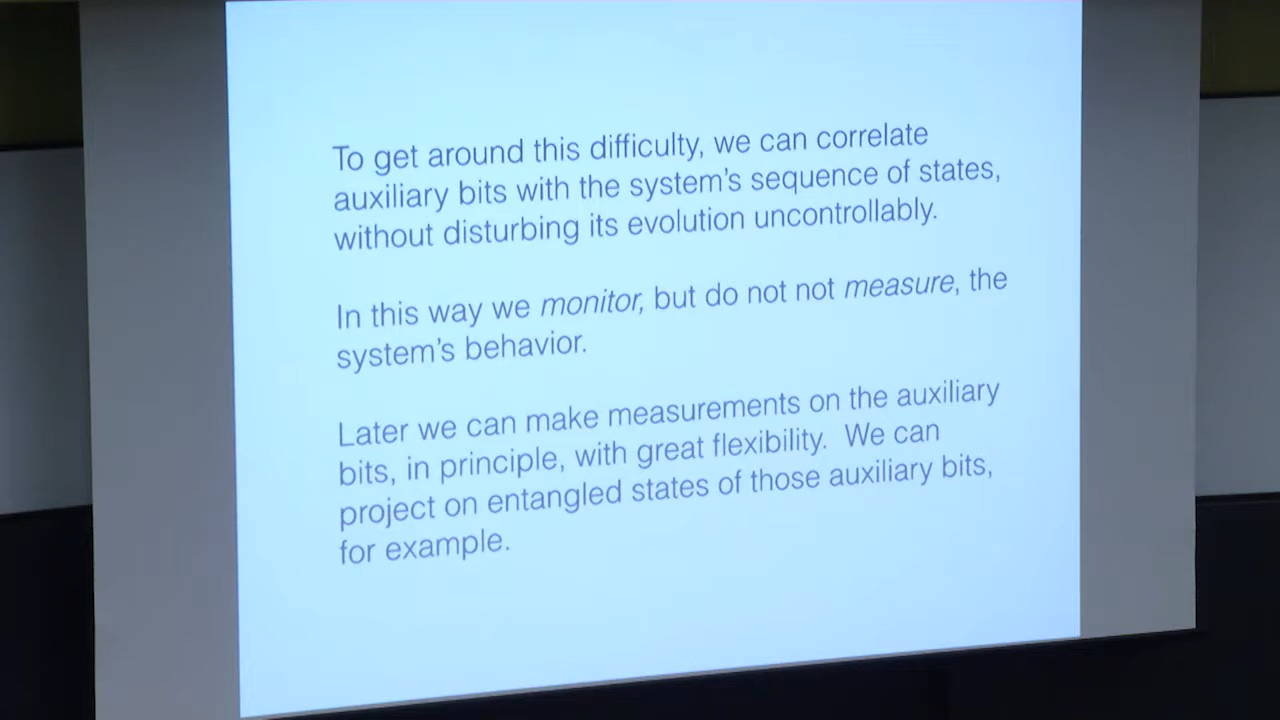 To get around this difficulty, we can correlate
auxiliary bits with the system's sequence of states,
without disturbing its evolution uncontrollably.
In this way we monitor, but do not not measure, the
system's behavior.
Later we can make measurements on the auxiliary
bits, in principle, with great flexibility. We can
project on entangled states of those auxiliary bits,
for example.